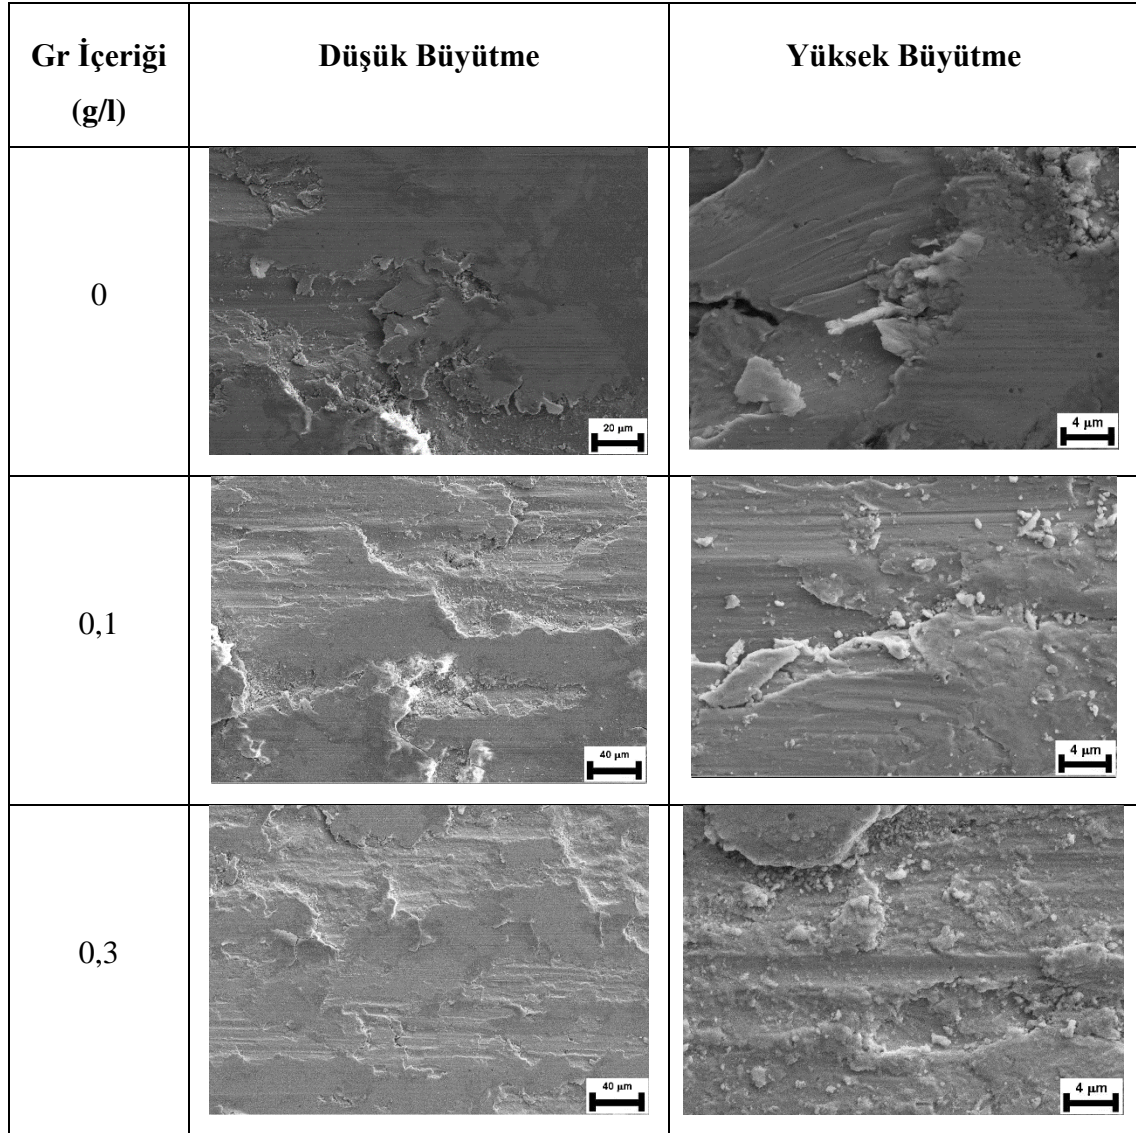 Gr İçeriği
(g/l)
Düşük Büyütme
Yüksek Büyütme
0
20 μm
4 μm
0,1
40 μm
4 μm
0,3
40 μm
4 μm